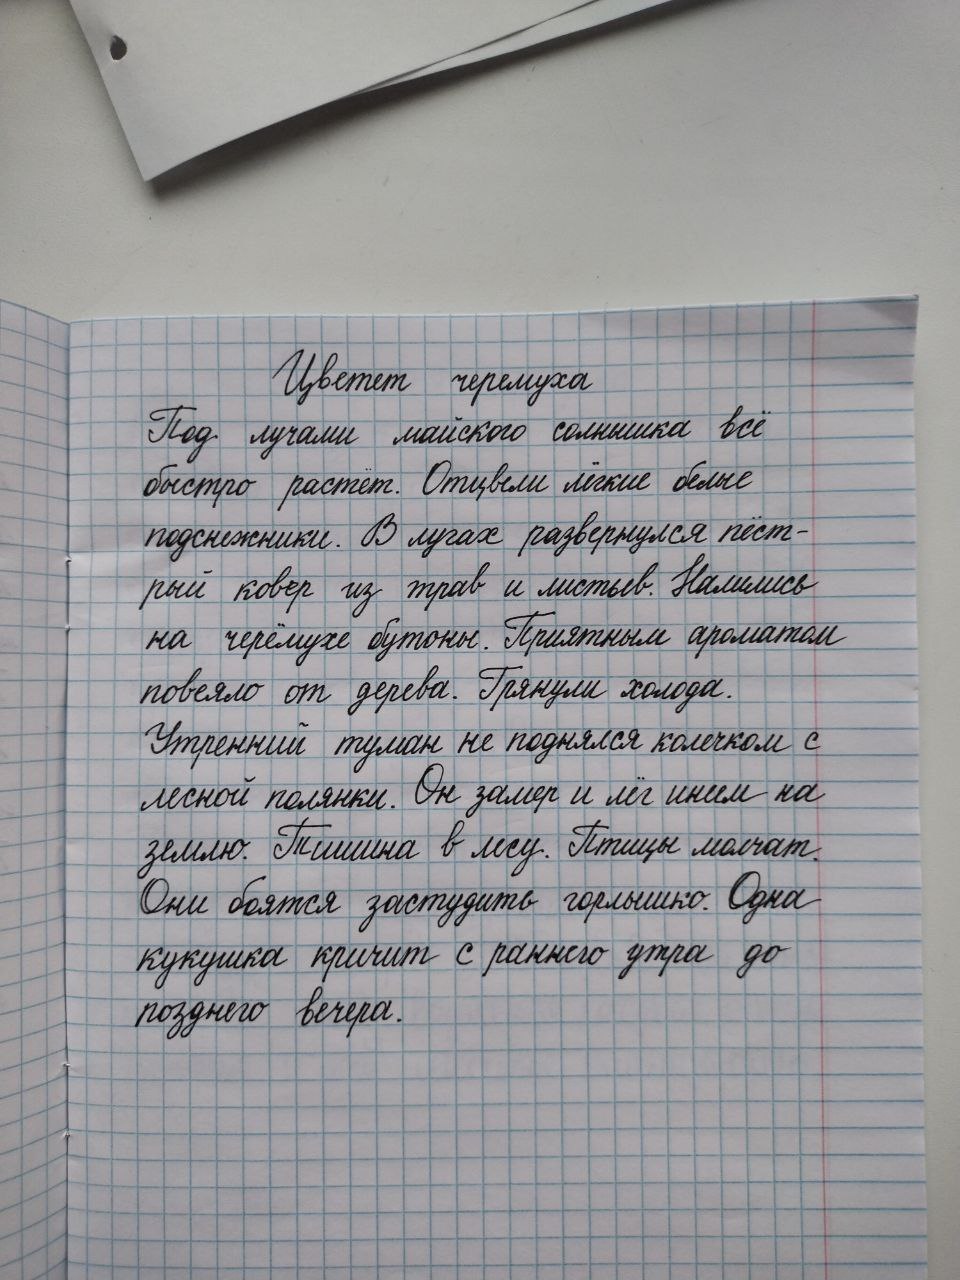 Цветет черемуха
Под лучами майского солнышка всё
быстро растёт. Отцвели лёгкие белые
подснежники. В лугах развернулся пёст-
рый ковер из трав и листьев. Налились
на черёмухе бутоны. Приятным ароматом
повеяло от дерева. Грянули холода.
Утренний туман не поднялся колечком с
лесной полянки. Он замер и лёг инеем на
землю. Тишина в лесу. Птицы молчат.
Они боятся застудить горлышко. Одна
кукушка кричит с раннего утра до
позднего вечера.